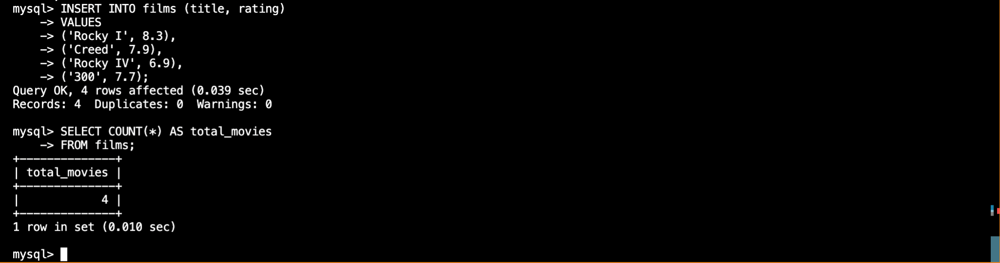 mysql> INSERT INTO films (title, rating)
    -> VALUES
    -> ('Rocky I', 8.3),
    -> ('Creed', 7.9),
    -> ('Rocky IV', 6.9),
    -> ('300', 7.7);
Query OK, 4 rows affected (0.039 sec)
Records: 4  Duplicates: 0  Warnings: 0

mysql> SELECT COUNT(*) AS total_movies
    -> FROM films;
+--------------+
| total_movies |
+--------------+
|            4 |
+--------------+
1 row in set (0.010 sec)

mysql>